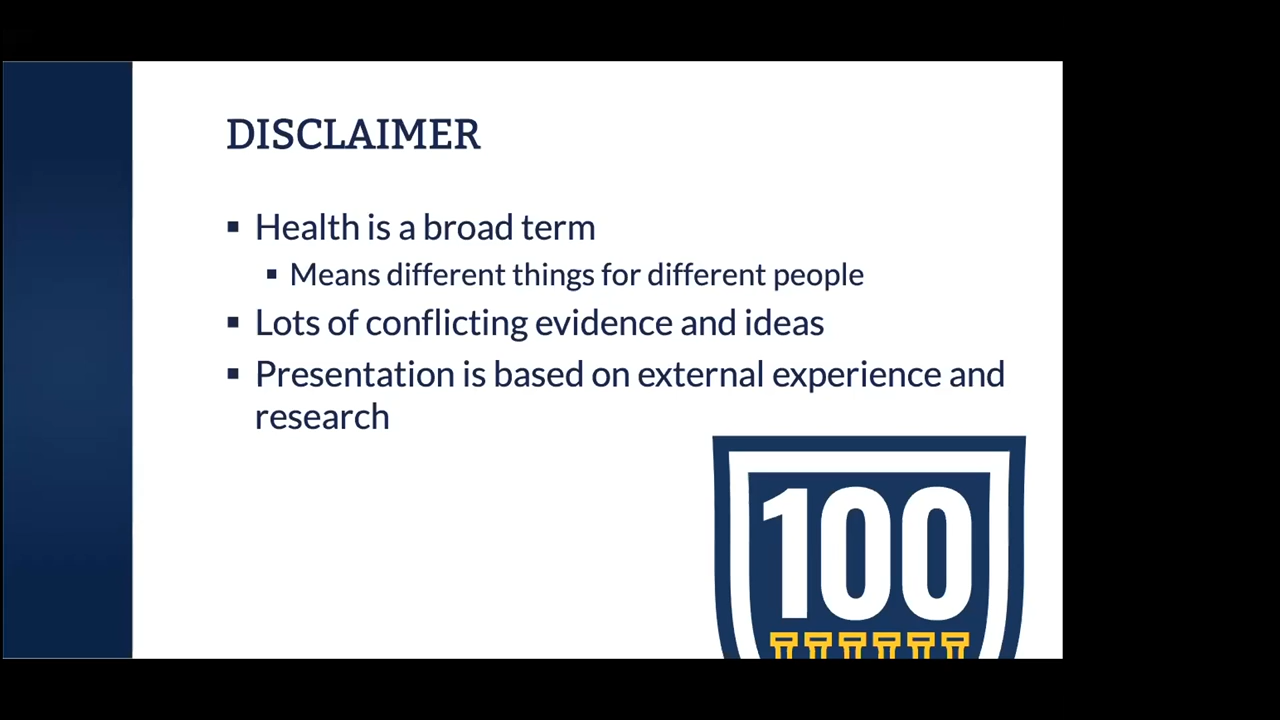 DISCLAIMER
▪ Health is a broad term
▪ Means different things for different people
▪ Lots of conflicting evidence and ideas
▪ Presentation is based on external experience and
research
100